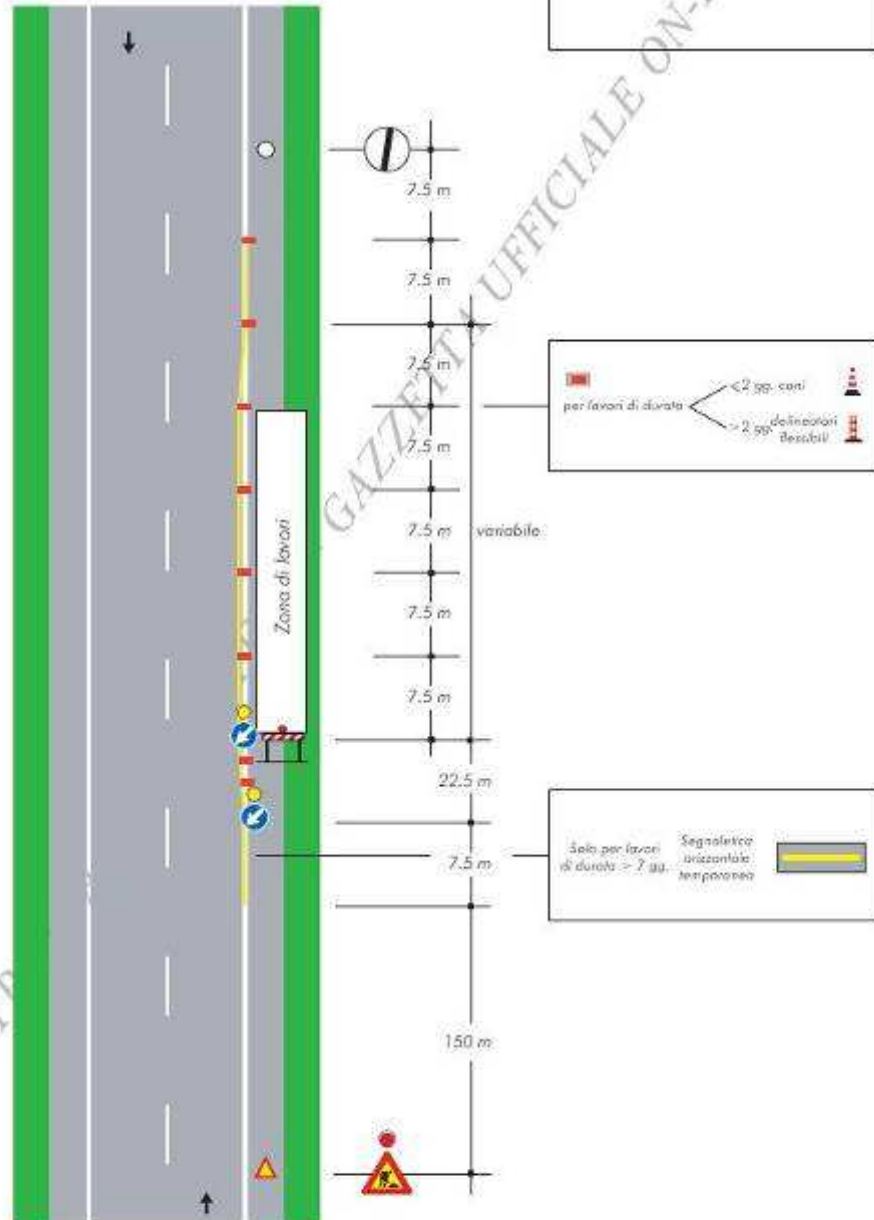 GAZZETTA UFFICIALE ON-
7.5 m
7.5 m
7.5 m
7.5 m
7.5 m
variabile
7.5 m
7.5 m
22.5 m
7.5 m
150 m
Zona di lavori
per lavori di durata
<2 gg. coni
>2 gg. delineatori
flessibili
Solo per lavori
di durata > 7 gg.
Segnaletica
orizzontale
temporanea